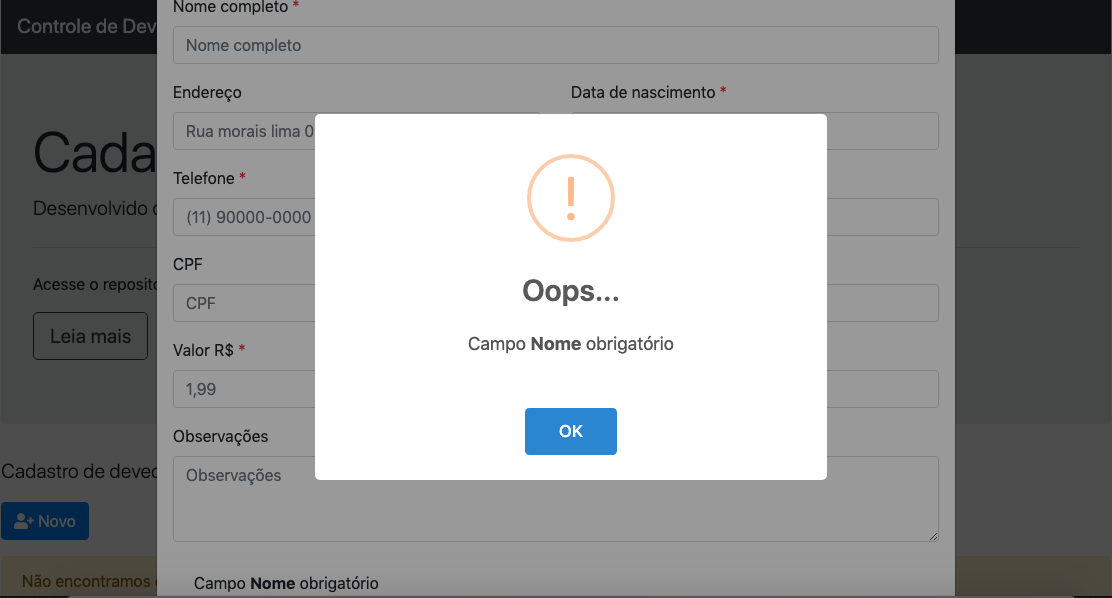 Controle de Dev
Nome completo *
Nome completo
Endereço
Data de nascimento *
Rua morais lima 0
Cada
Telefone *
Desenvolvido
(11) 90000-0000
CPF
Acesse o reposito
CPF
Leia mais
Valor R$ *
1,99
Observações
Observações
!
Oops...
Campo Nome obrigatório
OK
Cadastro de deved
Novo
Não encontramos
Campo Nome obrigatório